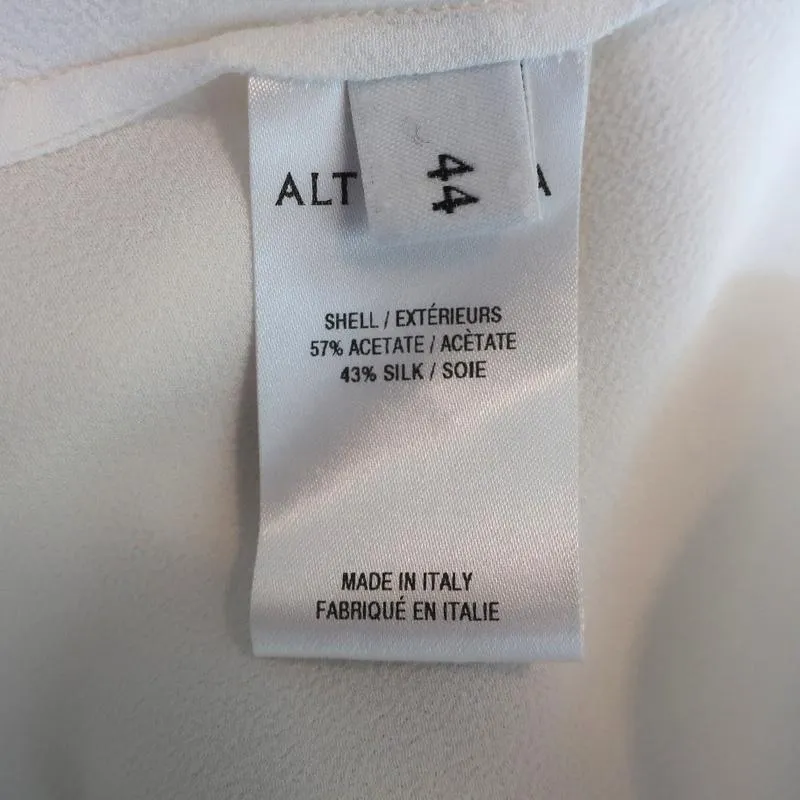 ALT
A
44
SHELL / EXTÉRIEURS
57% ACETATE / ACÈTATE
43% SILK / SOIE
MADE IN ITALY
FABRIQUÉ EN ITALIE